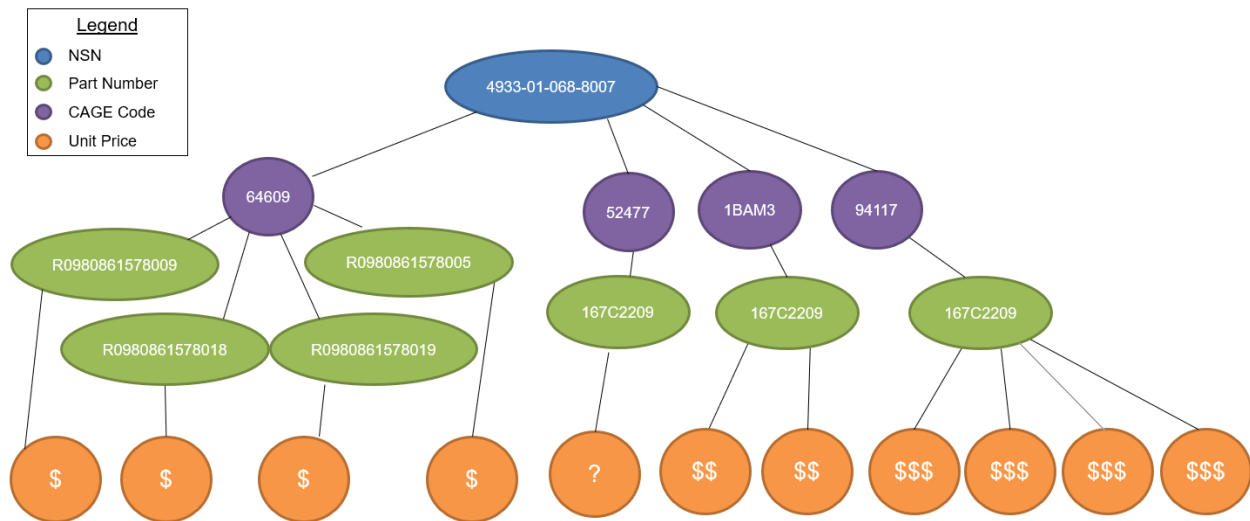 Legend
NSN
Part Number
CAGE Code
Unit Price
4933-01-068-8007
64609
52477
1BAM3
94117
R0980861578009
R0980861578005
167C2209
167C2209
167C2209
R0980861578018
R0980861578019
$
$
$
$
?
$$
$$
$$$
$$$
$$$
$$$